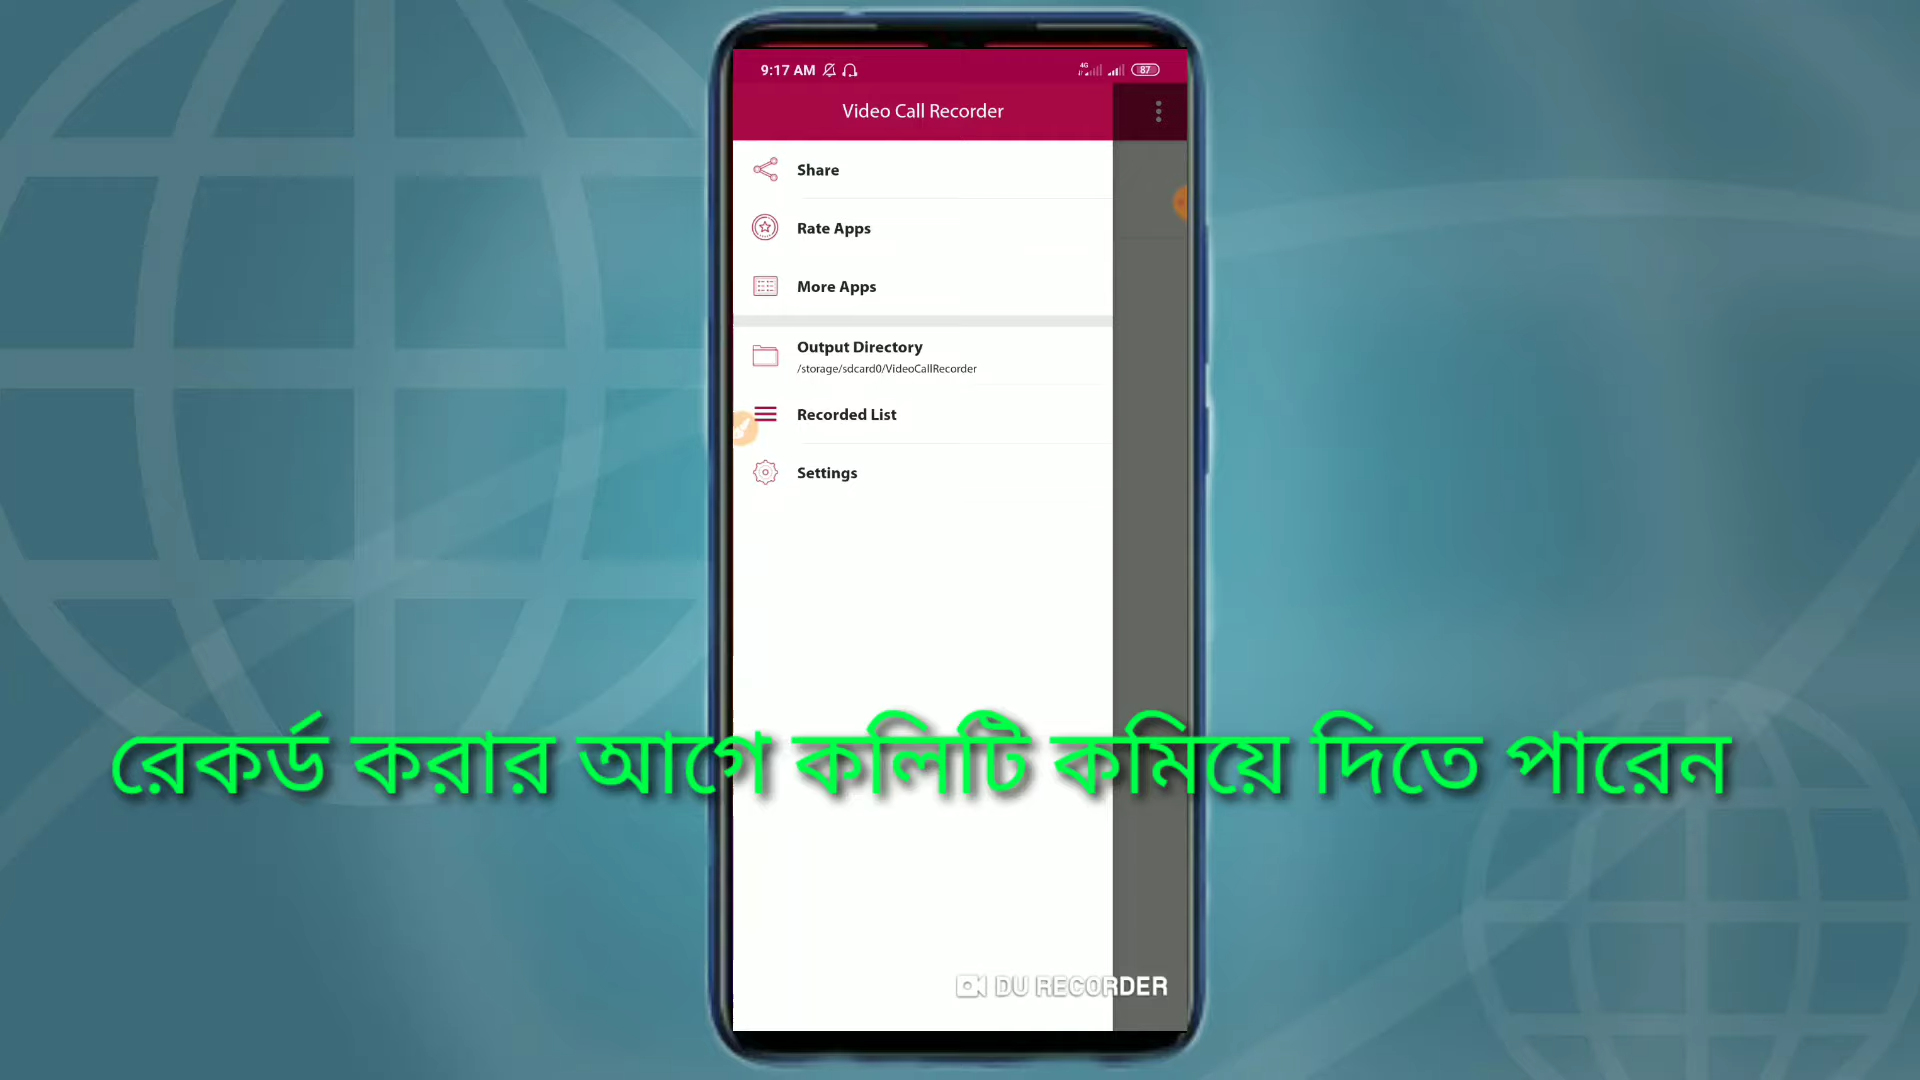 9:17 AM
4G
87
Video Call Recorder
Share
Rate Apps
More Apps
Output Directory
/storage/sdcard0/VideoCallRecorder
Recorded List
Settings
রেকর্ড করার আগে কলিটি কমিয়ে দিতে পারেন
DU RECORDER